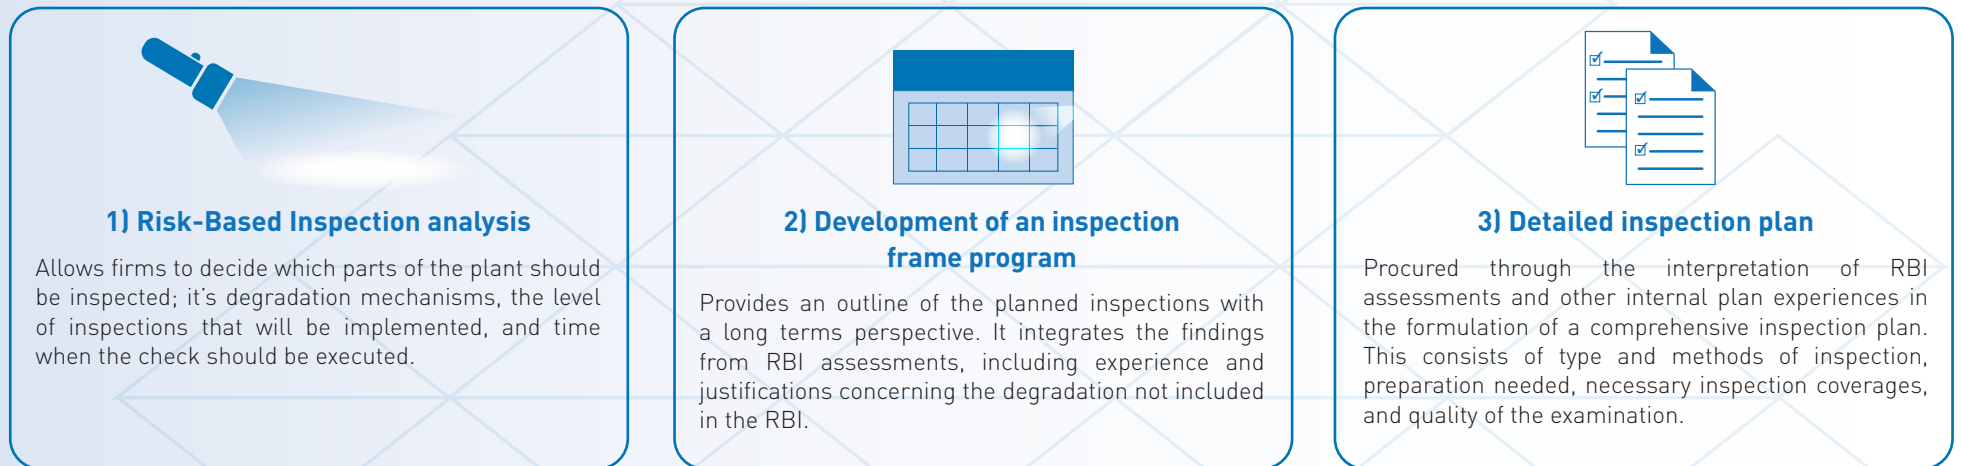 1) Risk-Based Inspection analysis
Allows firms to decide which parts of the plant should
be inspected; it's degradation mechanisms, the level
of inspections that will be implemented, and time
when the check should be executed.
2) Development of an inspection
frame program
Provides an outline of the planned inspections with
a long terms perspective. It integrates the findings
from RBI assessments, including experience and
justifications concerning the degradation not included
in the RBI.
3) Detailed inspection plan
Procured through the interpretation of RBI
assessments and other internal plan experiences in
the formulation of a comprehensive inspection plan.
This consists of type and methods of inspection,
preparation needed, necessary inspection coverages,
and quality of the examination.